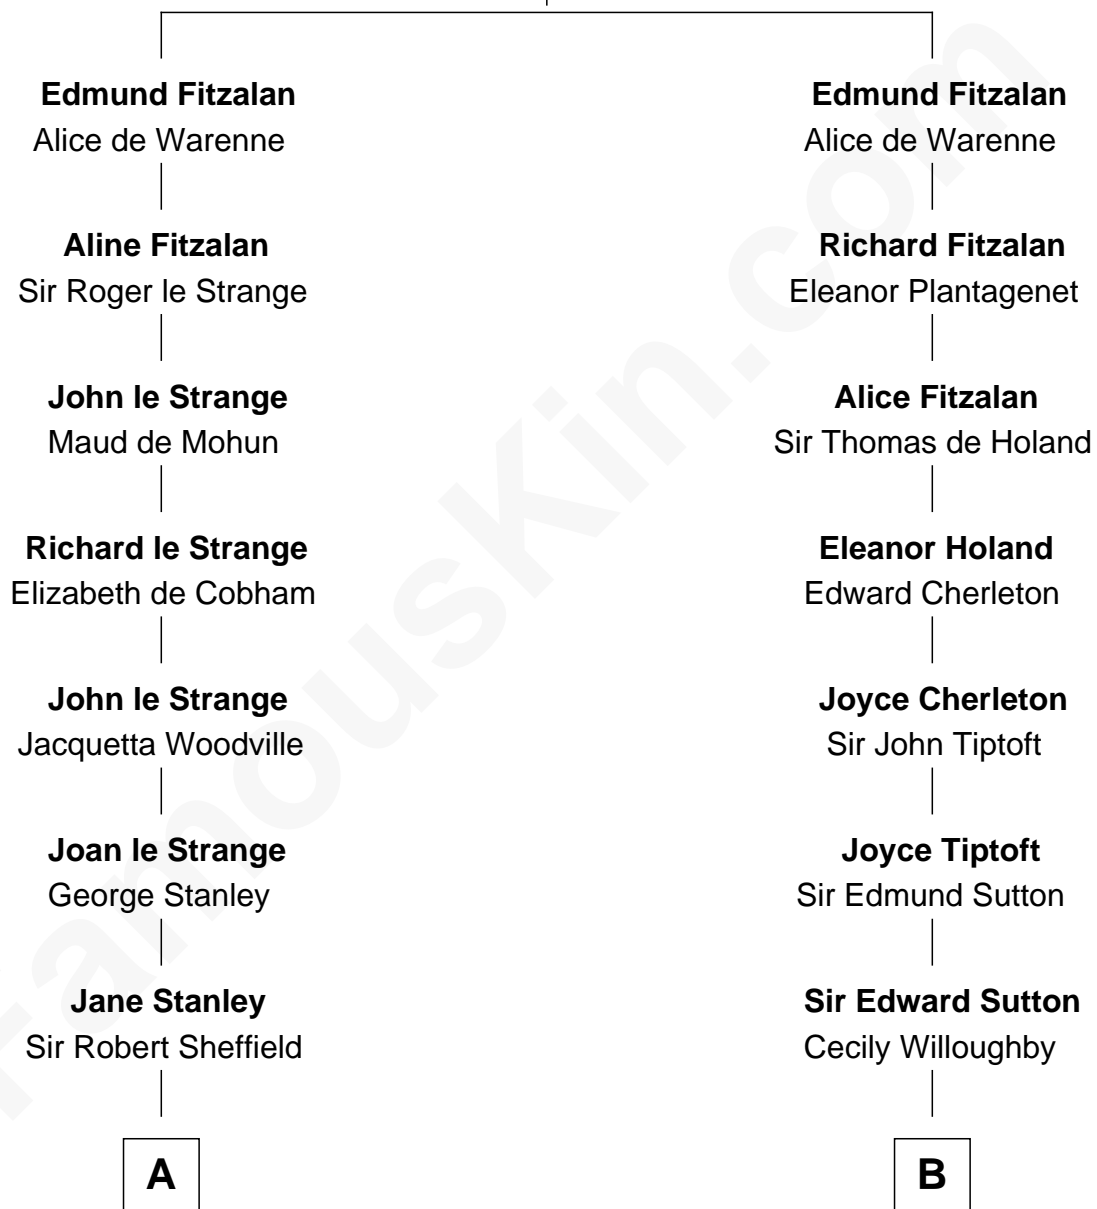 Edmund Fitzalan
Alice de Warenne
Aline Fitzalan
Sir Roger le Strange
John le Strange
Maud de Mohun
Richard le Strange
Elizabeth de Cobham
John le Strange
Jacquetta Woodville
Joan le Strange
George Stanley
Jane Stanley
Sir Robert Sheffield
A
Edmund Fitzalan
Alice de Warenne
Richard Fitzalan
Eleanor Plantagenet
Alice Fitzalan
Sir Thomas de Holand
Eleanor Holand
Edward Cherleton
Joyce Cherleton
Sir John Tiptoft
Joyce Tiptoft
Sir Edmund Sutton
Sir Edward Sutton
Cecily Willoughby
B
FamousKin.com